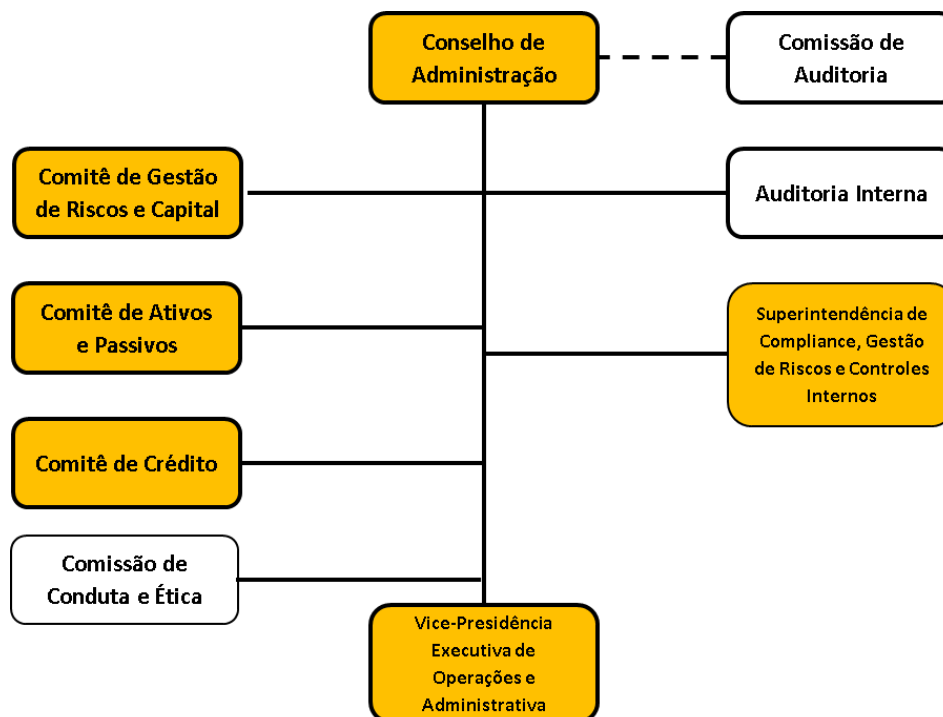 Conselho de
Administração
Comissão de
Auditoria
Comitê de Gestão
de Riscos e Capital
Auditoria Interna
Comitê de Ativos
e Passivos
Superintendência de
Compliance, Gestão
de Riscos e Controles
Internos
Comitê de Crédito
Comissão de
Conduta e Ética
Vice-Presidência
Executiva de
Operações e
Administrativa